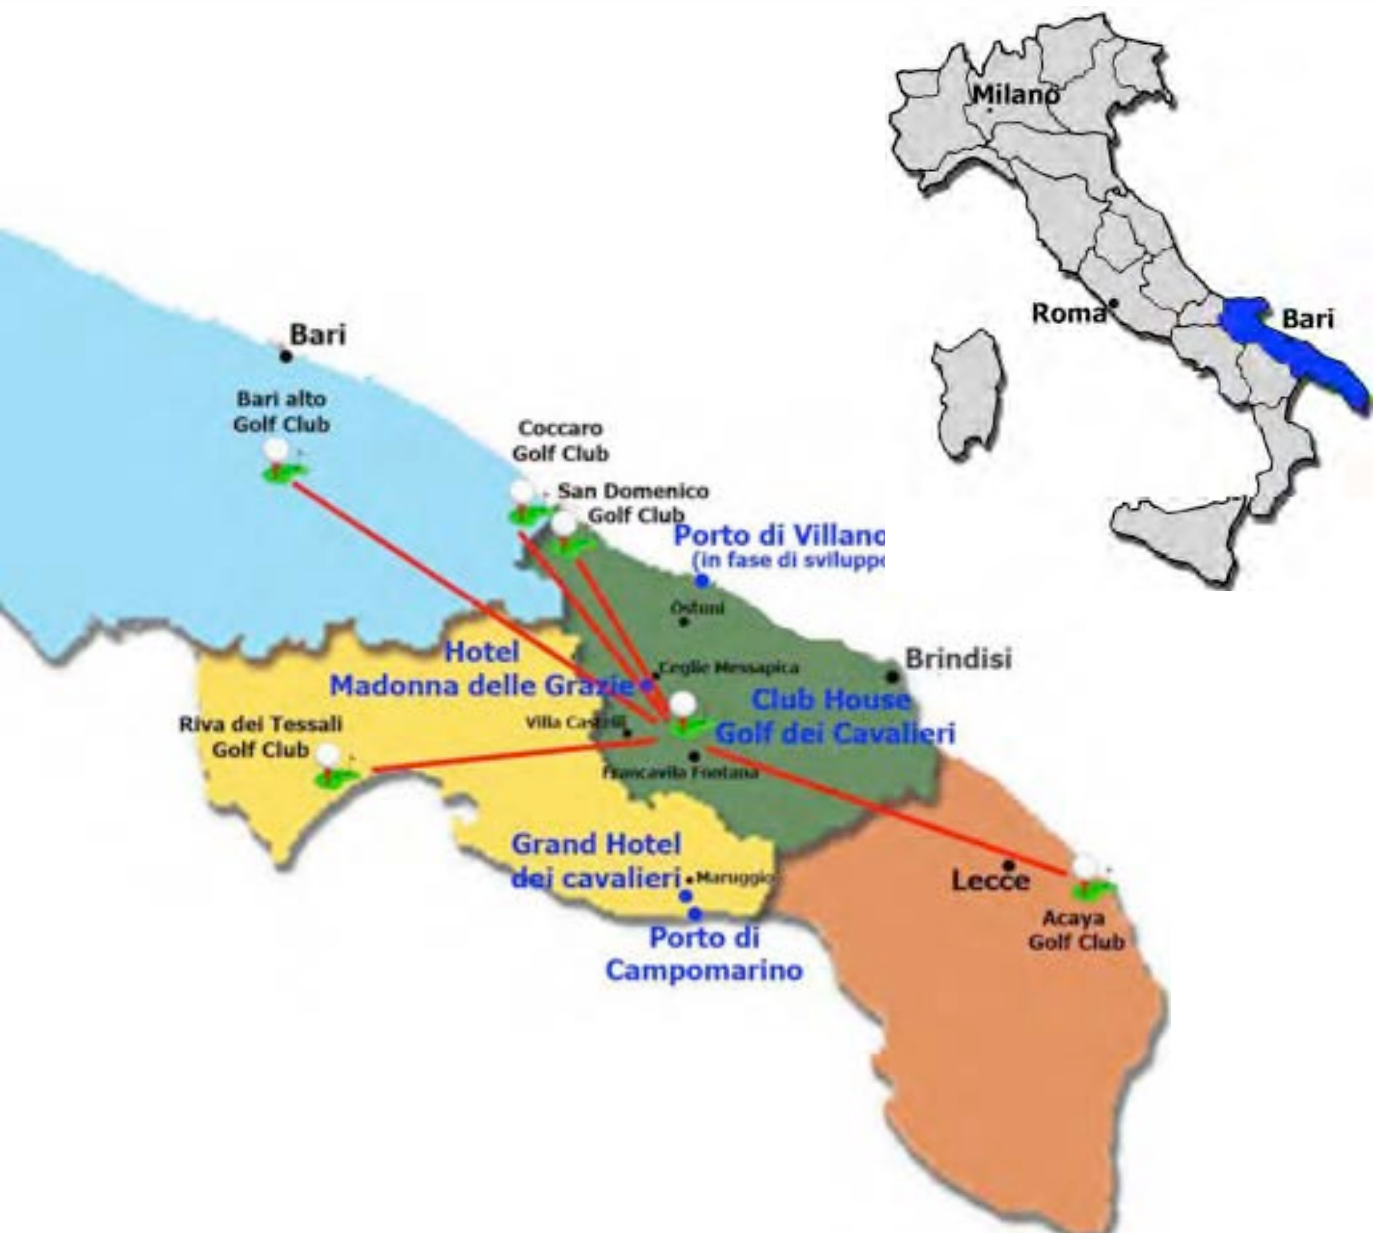 Milano
Roma
Bari
Bari
Bari alto
Golf Club
Coccaro
Golf Club
San Domenico
Golf Club
Porto di Villano
(in fase di sviluppo
Ostuni
Brindisi
Hotel
Madonna delle Grazie
Ceglie Messapica
Club House
Golf dei Cavalieri
Riva dei Tessali
Golf Club
Villa Castelli
Francavila Fontana
Grand Hotel
dei cavalieri
Maruggio
Lecce
Acaya
Golf Club
Porto di
Campomarino